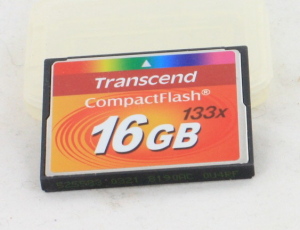 Transcend
CompactFlash®
133x
16GB